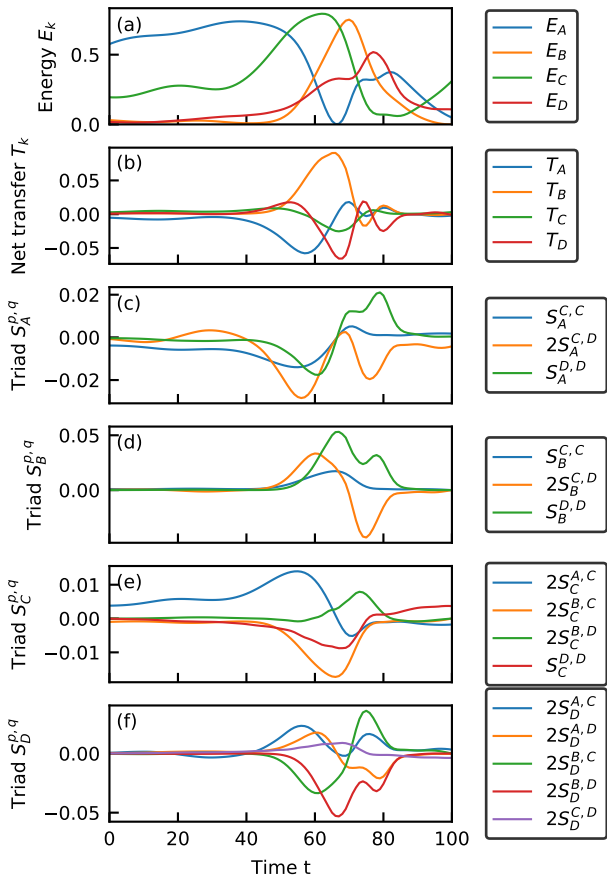 (a)
Energy E_k
0.5
0.0
E_A
E_B
E_C
E_D
(b)
Net transfer T_k
0.05
0.00
−0.05
T_A
T_B
T_C
T_D
(c)
Triad S_A^{p,q}
0.02
0.00
−0.02
S_A^{C,C}
2S_A^{C,D}
S_A^{D,D}
(d)
Triad S_B^{p,q}
0.05
0.00
S_B^{C,C}
2S_B^{C,D}
S_B^{D,D}
(e)
Triad S_C^{p,q}
0.01
0.00
−0.01
2S_C^{A,C}
2S_C^{B,C}
2S_C^{B,D}
S_C^{D,D}
(f)
Triad S_D^{p,q}
0.00
−0.05
2S_D^{A,C}
2S_D^{A,D}
2S_D^{B,C}
2S_D^{B,D}
2S_D^{C,D}
0 20 40 60 80 100
Time t